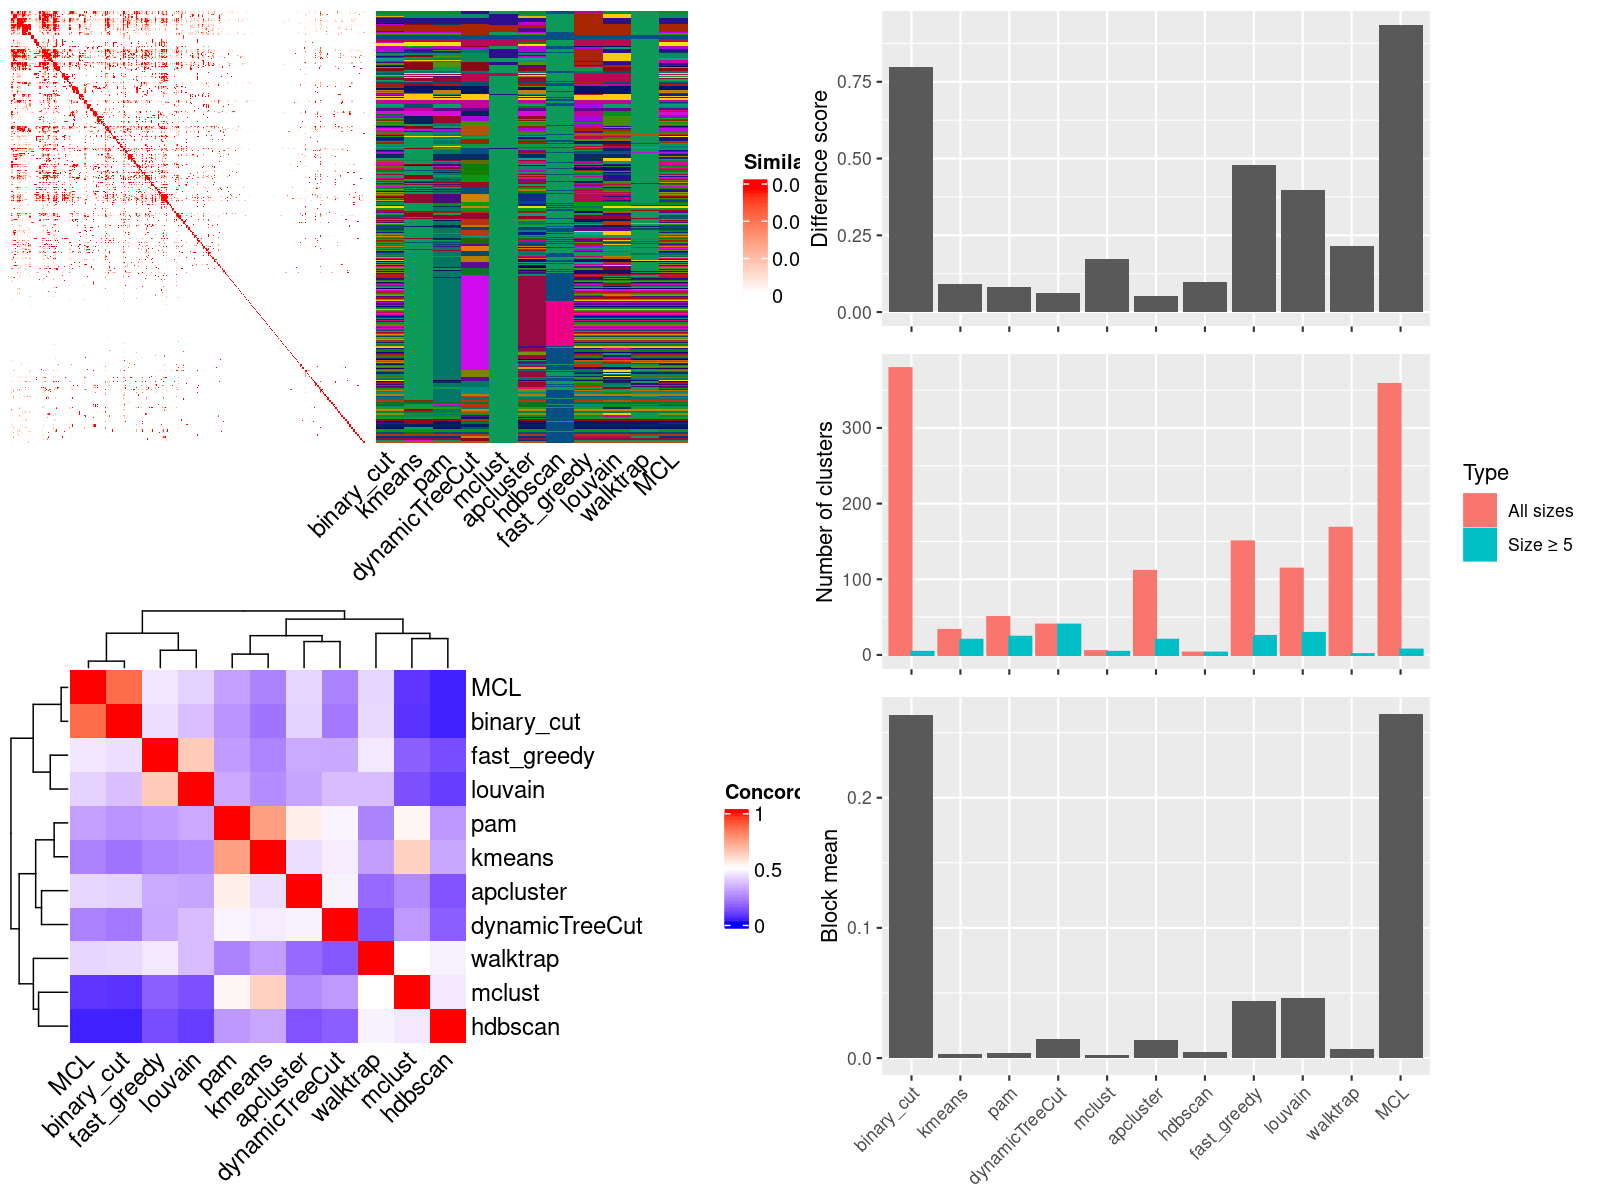 Simila
0.0
0.0
0.0
0
binary_cut
kmeans
pam
dynamicTreeCut
mclust
apcluster
hdbscan
fast_greedy
louvain
walktrap
MCL
MCL
binary_cut
fast_greedy
louvain
pam
kmeans
apcluster
dynamicTreeCut
walktrap
mclust
hdbscan
MCL
binary_cut
fast_greedy
louvain
pam
kmeans
apcluster
dynamicTreeCut
walktrap
mclust
hdbscan
Concord
1
0.5
0
Difference score
0.75
0.50
0.25
0.00
Number of clusters
300
200
100
0
Type
All sizes
Size ≥ 5
Block mean
0.2
0.1
0.0
binary_cut
kmeans
pam
dynamicTreeCut
mclust
apcluster
hdbscan
fast_greedy
louvain
walktrap
MCL